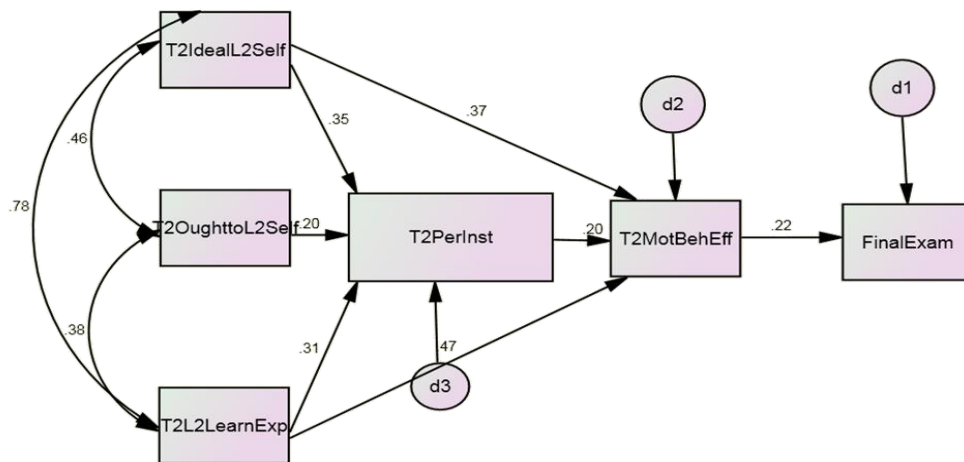 T2IdealL2Self
d1
d2
.37
.35
.46
.78
T2OughttoL2Self
.20
T2PerInst
.20
T2MotBehEff
.22
FinalExam
.38
.31
47
d3
T2L2LearnExp